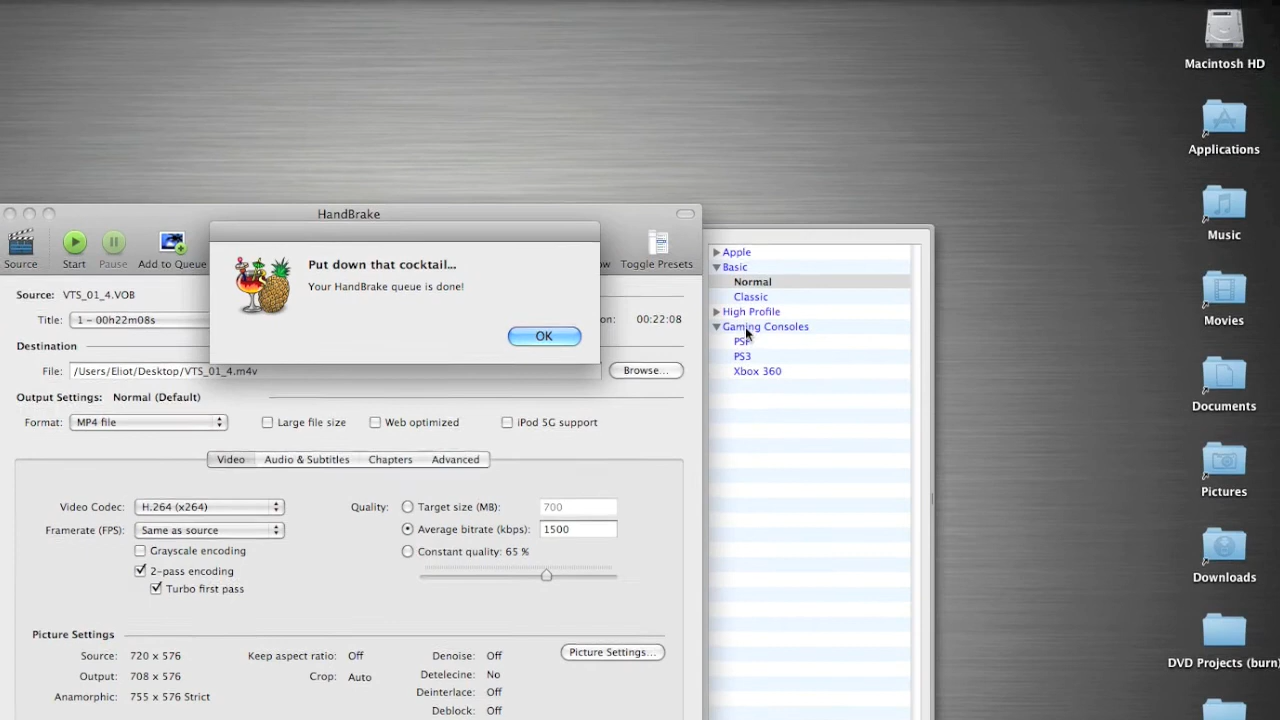 Macintosh HD
Applications
Music
Movies
Documents
Pictures
Downloads
DVD Projects (burn)
HandBrake
Source
Start
Pause
Add to Queue
Toggle Presets
Put down that cocktail...
Your HandBrake queue is done!
OK
Source: VTS_01_4.VOB
Title: 1 - 00h22m08s
00:22:08
Destination
File: /Users/Eliot/Desktop/VTS_01_4.m4v
Browse...
Output Settings: Normal (Default)
Format: MP4 file
Large file size
Web optimized
iPod 5G support
Video
Audio & Subtitles
Chapters
Advanced
Video Codec: H.264 (x264)
Framerate (FPS): Same as source
Grayscale encoding
2-pass encoding
Turbo first pass
Quality:
Target size (MB): 700
Average bitrate (kbps): 1500
Constant quality: 65 %
Picture Settings
Picture Settings...
Source: 720 x 576
Output: 708 x 576
Anamorphic: 755 x 576 Strict
Keep aspect ratio: Off
Crop: Auto
Denoise: Off
Detelecine: No
Deinterlace: Off
Deblock: Off
Apple
Basic
Normal
Classic
High Profile
Gaming Consoles
PSP
PS3
Xbox 360